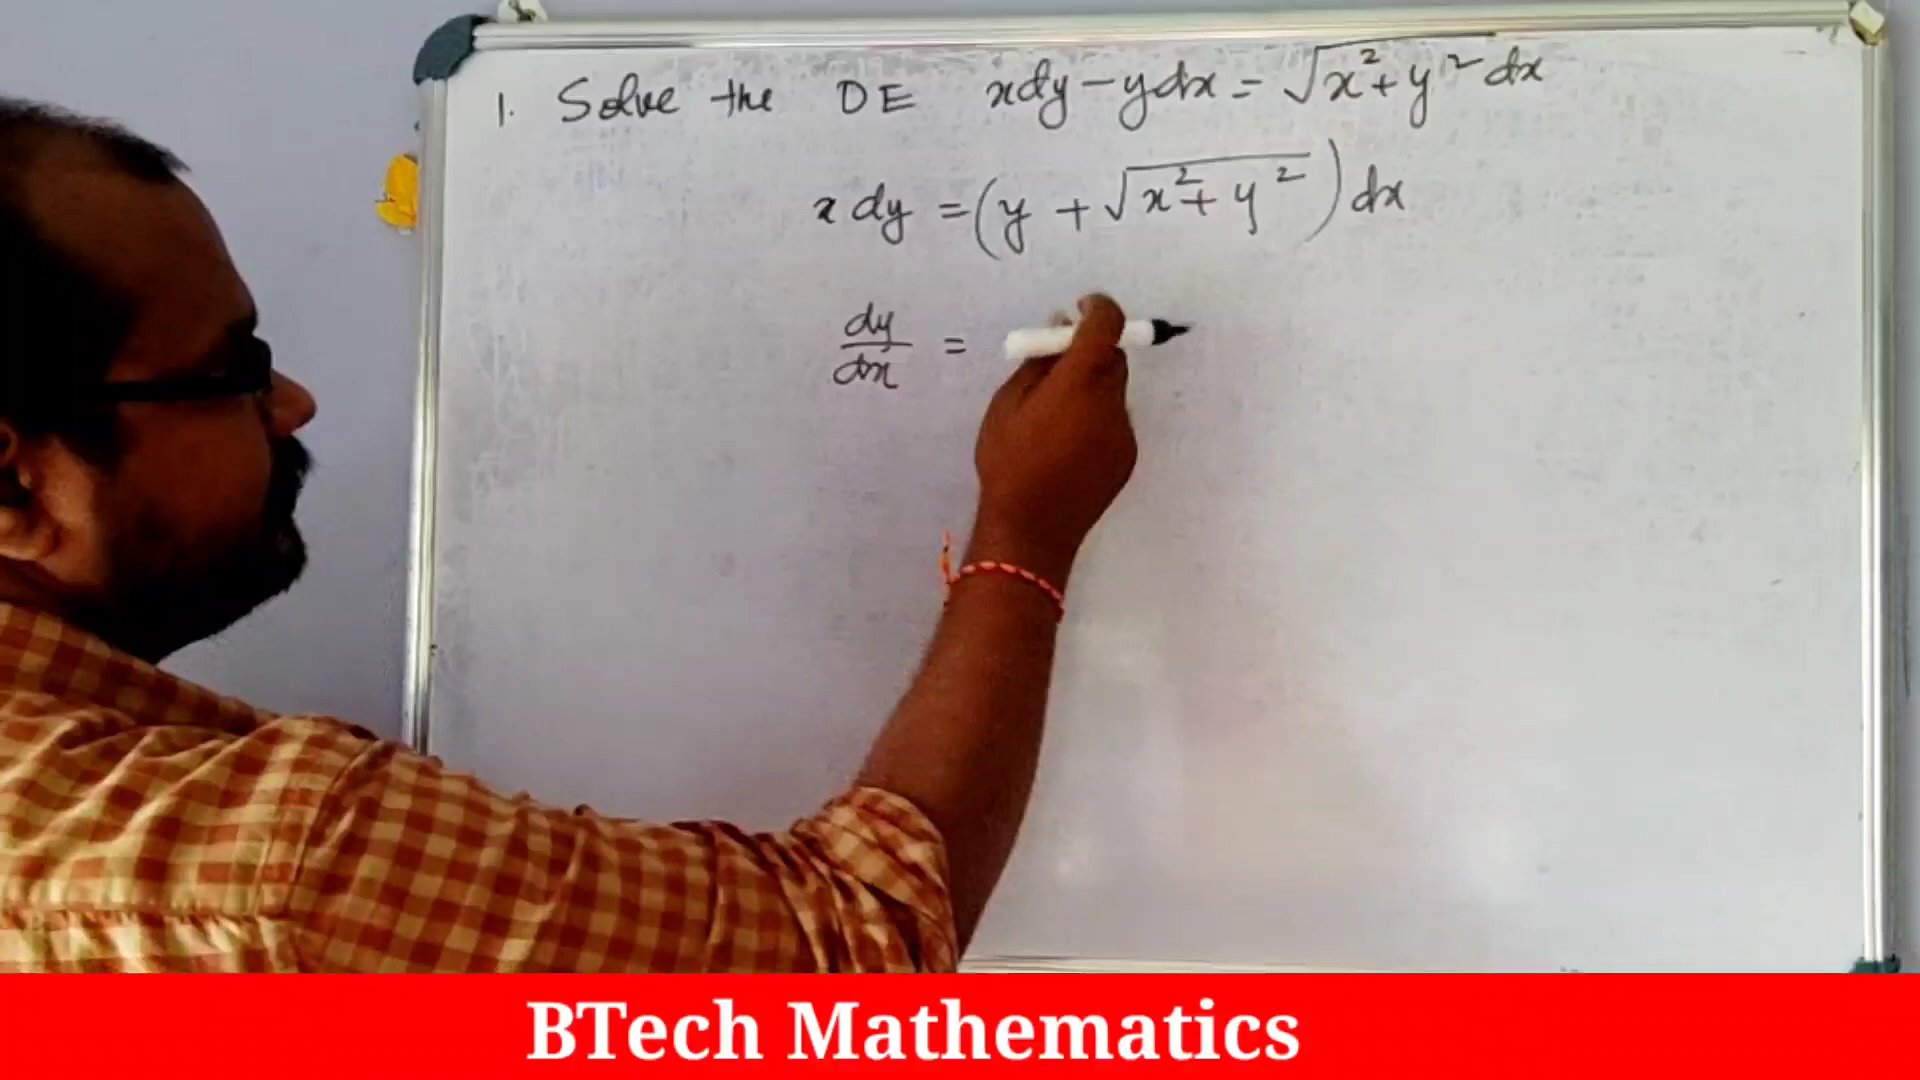 1. Solve the DE xdy - ydx = √x²+y² dx
x dy = (y + √x²+y²) dx
dy/dx =
BTech Mathematics